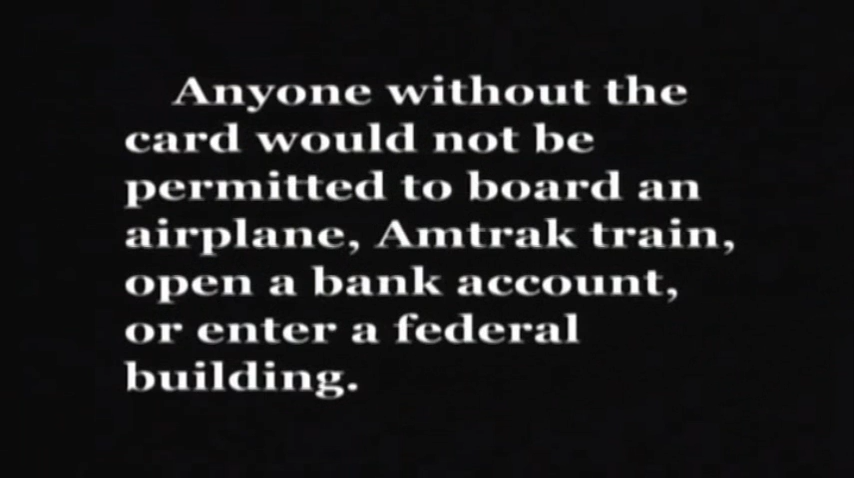 Anyone without the
card would not be
permitted to board an
airplane, Amtrak train,
open a bank account,
or enter a federal
building.